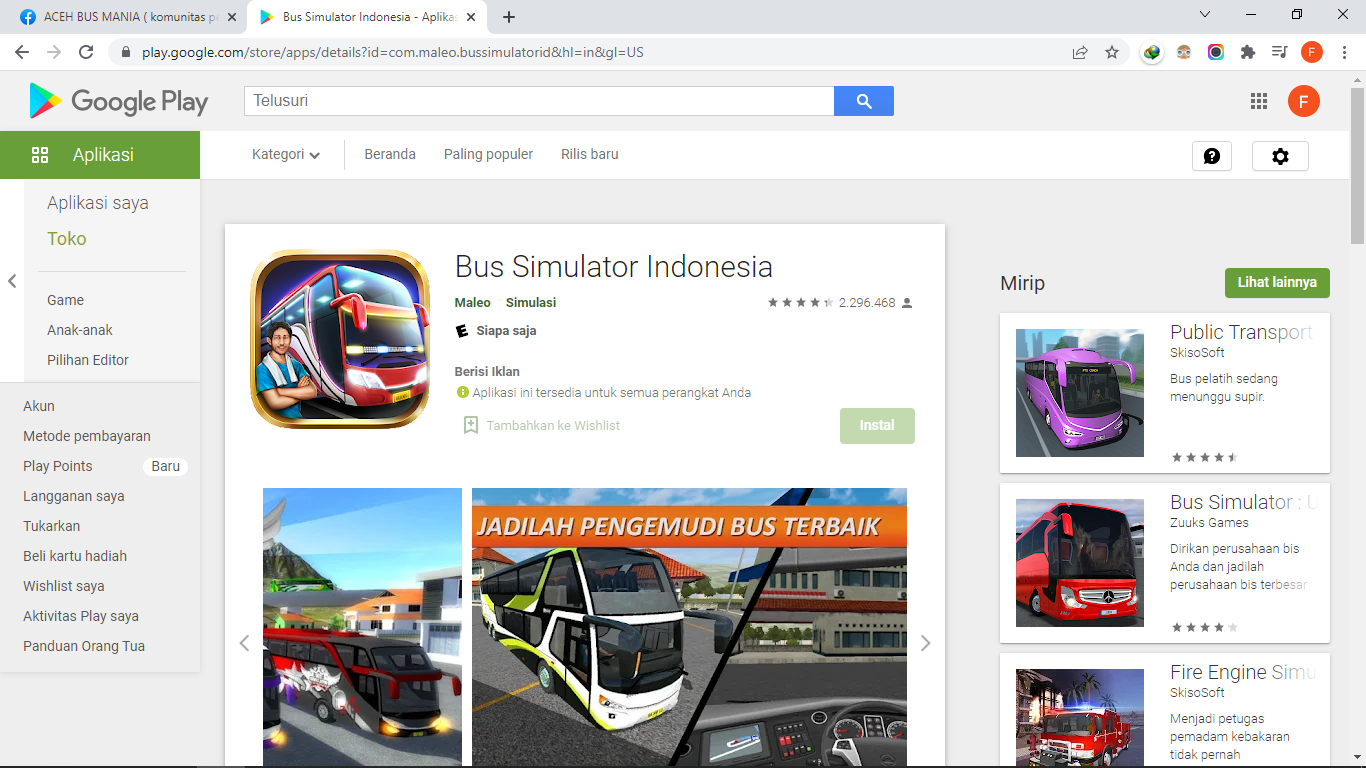 ACEH BUS MANIA ( komunitas pe
Bus Simulator Indonesia - Aplikas
play.google.com/store/apps/details?id=com.maleo.bussimulatorid&hl=in&gl=US
F
Google Play
Telusuri
F
Aplikasi
Kategori
Beranda
Paling populer
Rilis baru
Aplikasi saya
Toko
Game
Anak-anak
Pilihan Editor
Akun
Metode pembayaran
Play Points
Baru
Langganan saya
Tukarkan
Beli kartu hadiah
Wishlist saya
Aktivitas Play saya
Panduan Orang Tua
Bus Simulator Indonesia
Maleo Simulasi
2.296.468
E Siapa saja
Berisi Iklan
Aplikasi ini tersedia untuk semua perangkat Anda
Tambahkan ke Wishlist
Instal
JADILAH PENGEMUDI BUS TERBAIK
Mirip
Lihat lainnya
Public Transport
SkisoSoft
Bus pelatih sedang
menunggu supir.
Bus Simulator : U
Zuuks Games
Dirikan perusahaan bis
Anda dan jadilah
perusahaan bis terbesar
Fire Engine Simu
SkisoSoft
Menjadi petugas
pemadam kebakaran
tidak pernah